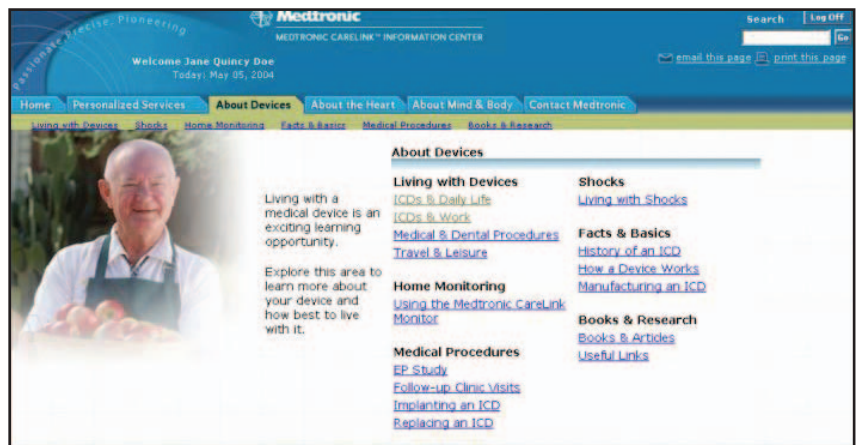 Passionate. Precise. Pioneering
Medtronic
MEDTRONIC CARELINK™ INFORMATION CENTER
Search
Log Off
Go
Welcome Jane Quincy Doe
Today: May 05, 2004
email this page
print this page
Home
Personalized Services
About Devices
About the Heart
About Mind & Body
Contact Medtronic
Living with Devices
Shocks
Home Monitoring
Facts & Basics
Medical Procedures
Books & Research
About Devices
Living with a
medical device is an
exciting learning
opportunity.
Explore this area to
learn more about
your device and
how best to live
with it.
Living with Devices
ICDs & Daily Life
ICDs & Work
Medical & Dental Procedures
Travel & Leisure
Home Monitoring
Using the Medtronic CareLink
Monitor
Medical Procedures
EP Study
Follow-up Clinic Visits
Implanting an ICD
Replacing an ICD
Shocks
Living with Shocks
Facts & Basics
History of an ICD
How a Device Works
Manufacturing an ICD
Books & Research
Books & Articles
Useful Links